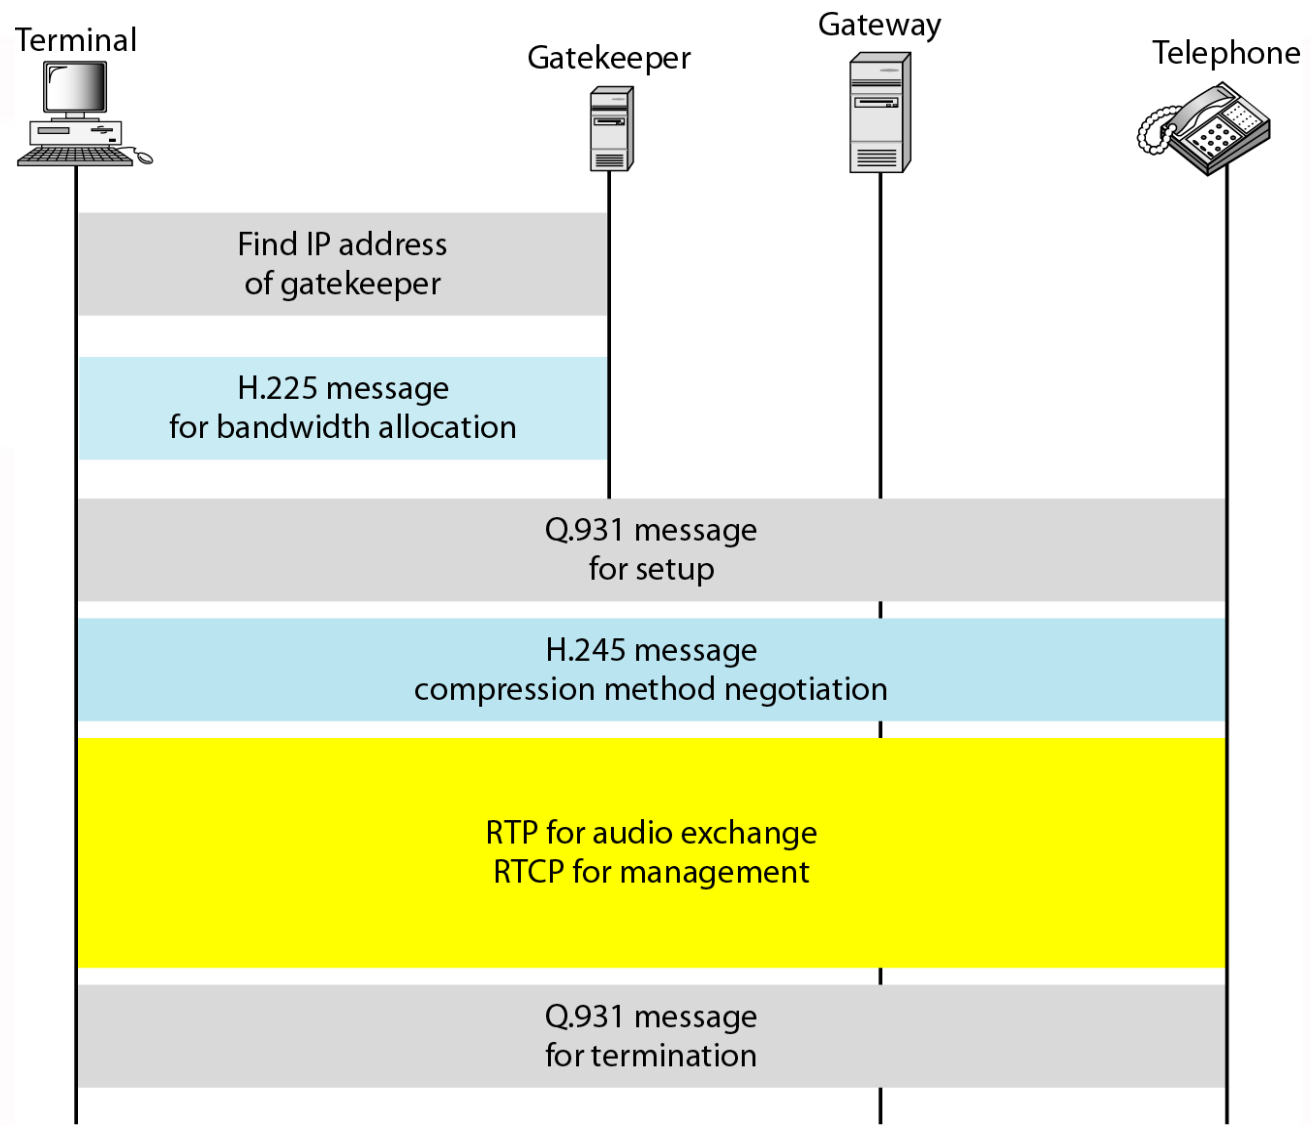 Terminal
Gatekeeper
Gateway
Telephone
Find IP address
of gatekeeper
H.225 message
for bandwidth allocation
Q.931 message
for setup
H.245 message
compression method negotiation
RTP for audio exchange
RTCP for management
Q.931 message
for termination